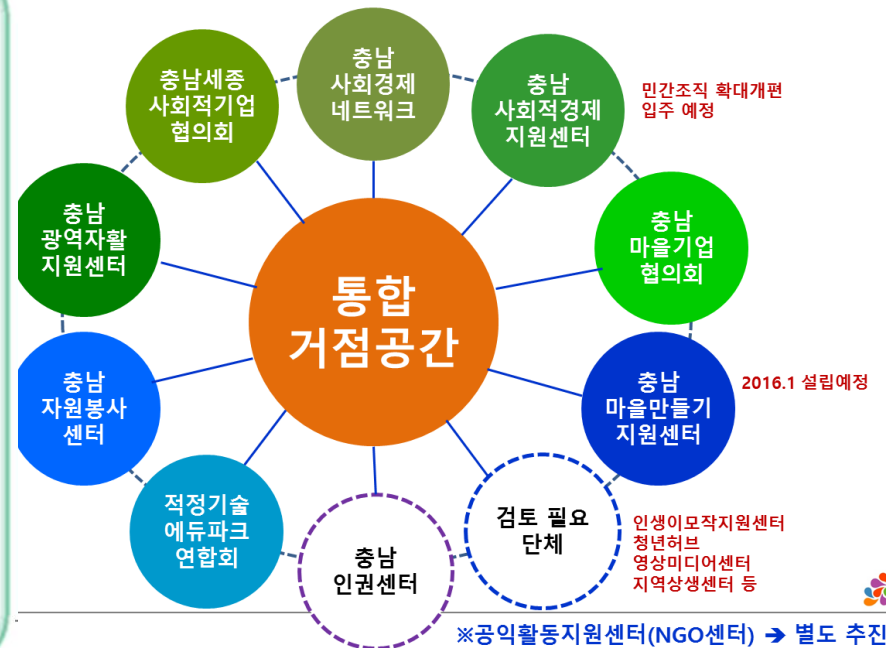 충남
사회경제
네트워크
충남세종
사회적기업
협의회
충남
사회적경제
지원센터
민간조직 확대개편
입주 예정
충남
광역자활
지원센터
충남
마을기업
협의회
통합
거점공간
충남
자원봉사
센터
충남
마을만들기
지원센터
2016.1 설립예정
적정기술
에듀파크
연합회
충남
인권센터
검토 필요
단체
인생이모작지원센터
청년허브
영상미디어센터
지역상생센터 등
※공익활동지원센터(NGO센터) → 별도 추진